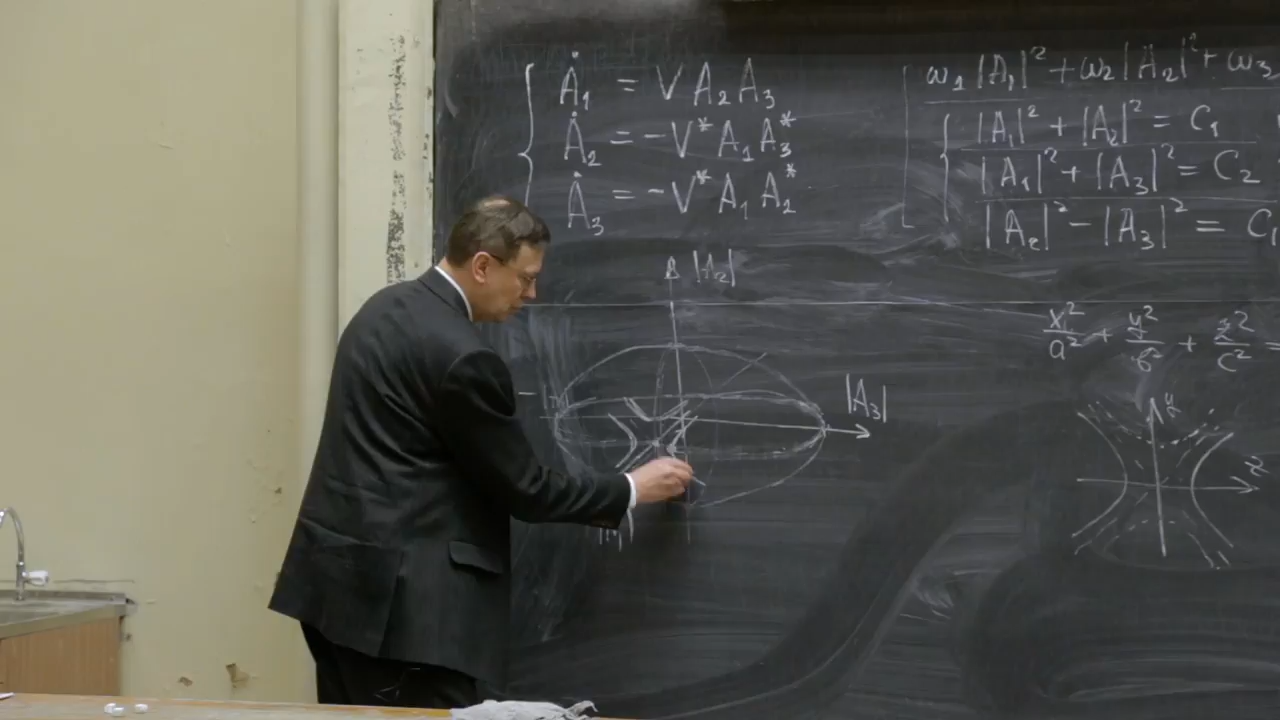 Ȧ₁ = V A₂ A₃
Ȧ₂ = -V* A₁ A₃*
Ȧ₃ = -V* A₁ A₂*
ω₁ |A₁|² + ω₂ |A₂|² + ω₃
|A₁|² + |A₂|² = C₁
|A₁|² + |A₃|² = C₂
|A₂|² - |A₃|² = C₁
|A₂|
|A₃|
x²/a² + y²/b² + z²/c² =
y
z